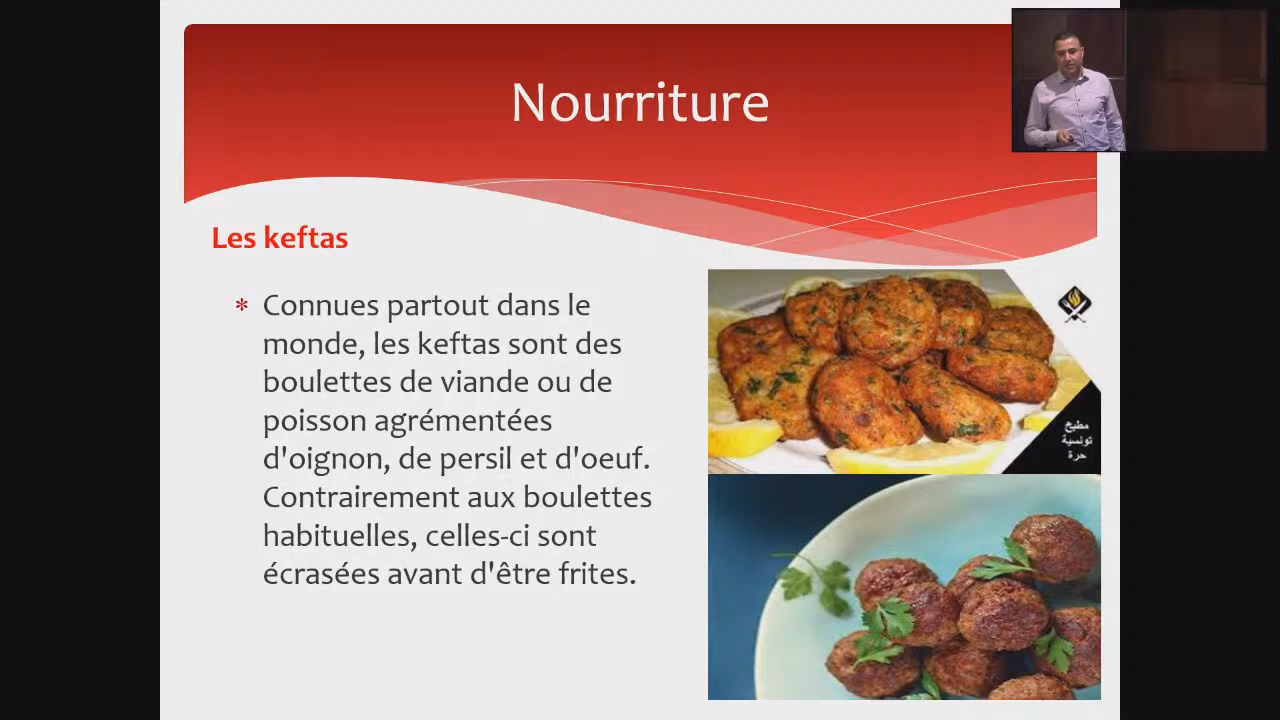 Nourriture
Les keftas
Connues partout dans le
monde, les keftas sont des
boulettes de viande ou de
poisson agrémentées
d'oignon, de persil et d'oeuf.
Contrairement aux boulettes
habituelles, celles-ci sont
écrasées avant d'être frites.
مطبخ
تونسية
حرة